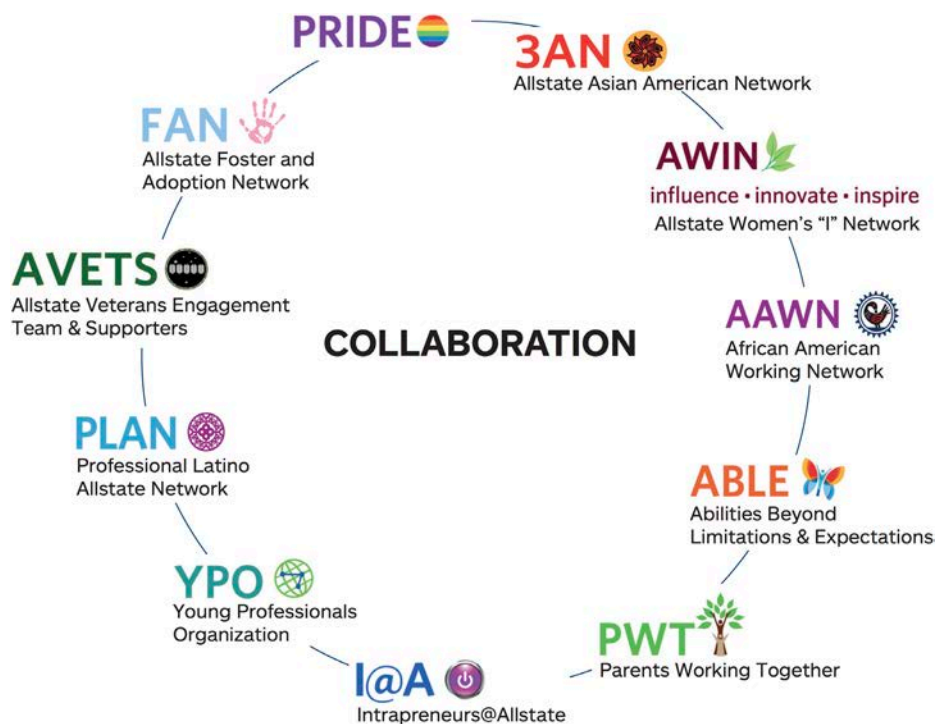 PRIDE
3AN
Allstate Asian American Network
FAN
Allstate Foster and
Adoption Network
AWIN
influence • innovate • inspire
Allstate Women's “I” Network
AVETS
Allstate Veterans Engagement
Team & Supporters
COLLABORATION
AAWN
African American
Working Network
PLAN
Professional Latino
Allstate Network
ABLE
Abilities Beyond
Limitations & Expectations
YPO
Young Professionals
Organization
PWT
Parents Working Together
I@A
Intrapreneurs@Allstate